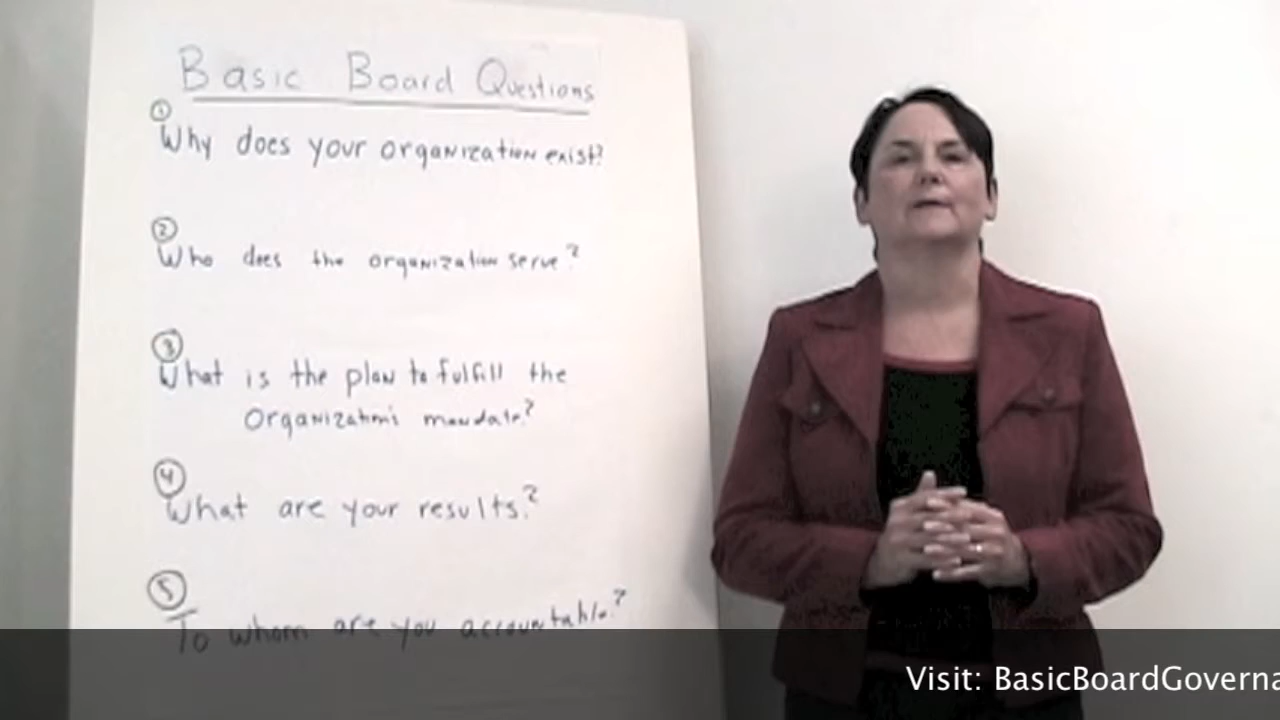 Basic Board Questions
1
Why does your organization exist?
2
Who does the organization serve?
3
What is the plan to fulfill the
Organization's mandate?
4
What are your results?
5
To whom are you accountable?
Visit: BasicBoardGoverna